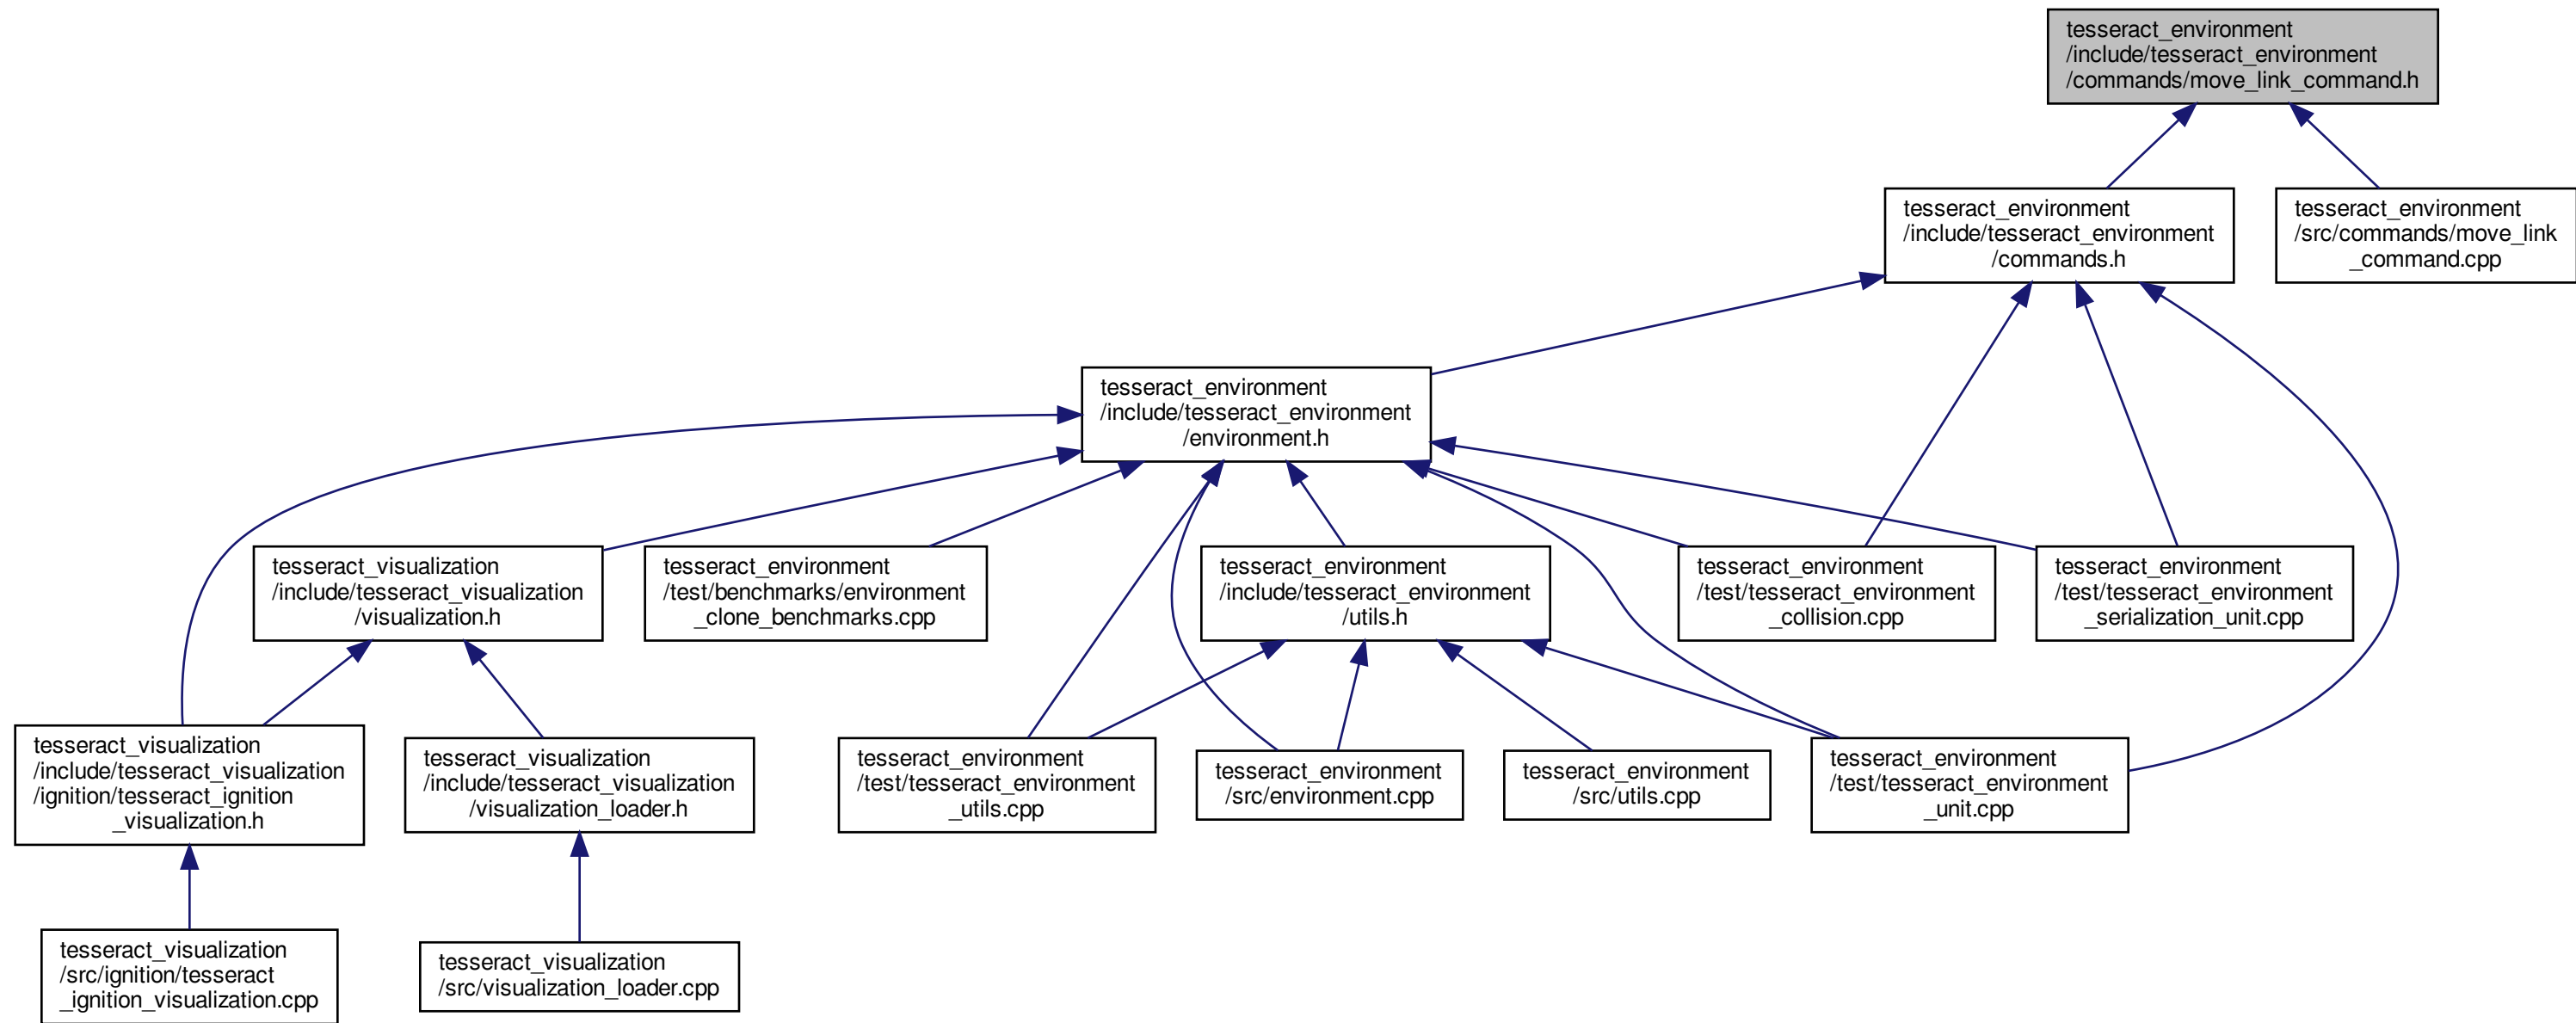 tesseract_environment
/include/tesseract_environment
/commands/move_link_command.h
tesseract_environment
/include/tesseract_environment
/commands.h
tesseract_environment
/src/commands/move_link
_command.cpp
tesseract_environment
/include/tesseract_environment
/environment.h
tesseract_visualization
/include/tesseract_visualization
/visualization.h
tesseract_environment
/test/benchmarks/environment
_clone_benchmarks.cpp
tesseract_environment
/include/tesseract_environment
/utils.h
tesseract_environment
/test/tesseract_environment
_collision.cpp
tesseract_environment
/test/tesseract_environment
_serialization_unit.cpp
tesseract_visualization
/include/tesseract_visualization
/ignition/tesseract_ignition
_visualization.h
tesseract_visualization
/include/tesseract_visualization
/visualization_loader.h
tesseract_environment
/test/tesseract_environment
_utils.cpp
tesseract_environment
/src/environment.cpp
tesseract_environment
/src/utils.cpp
tesseract_environment
/test/tesseract_environment
_unit.cpp
tesseract_visualization
/src/ignition/tesseract
_ignition_visualization.cpp
tesseract_visualization
/src/visualization_loader.cpp